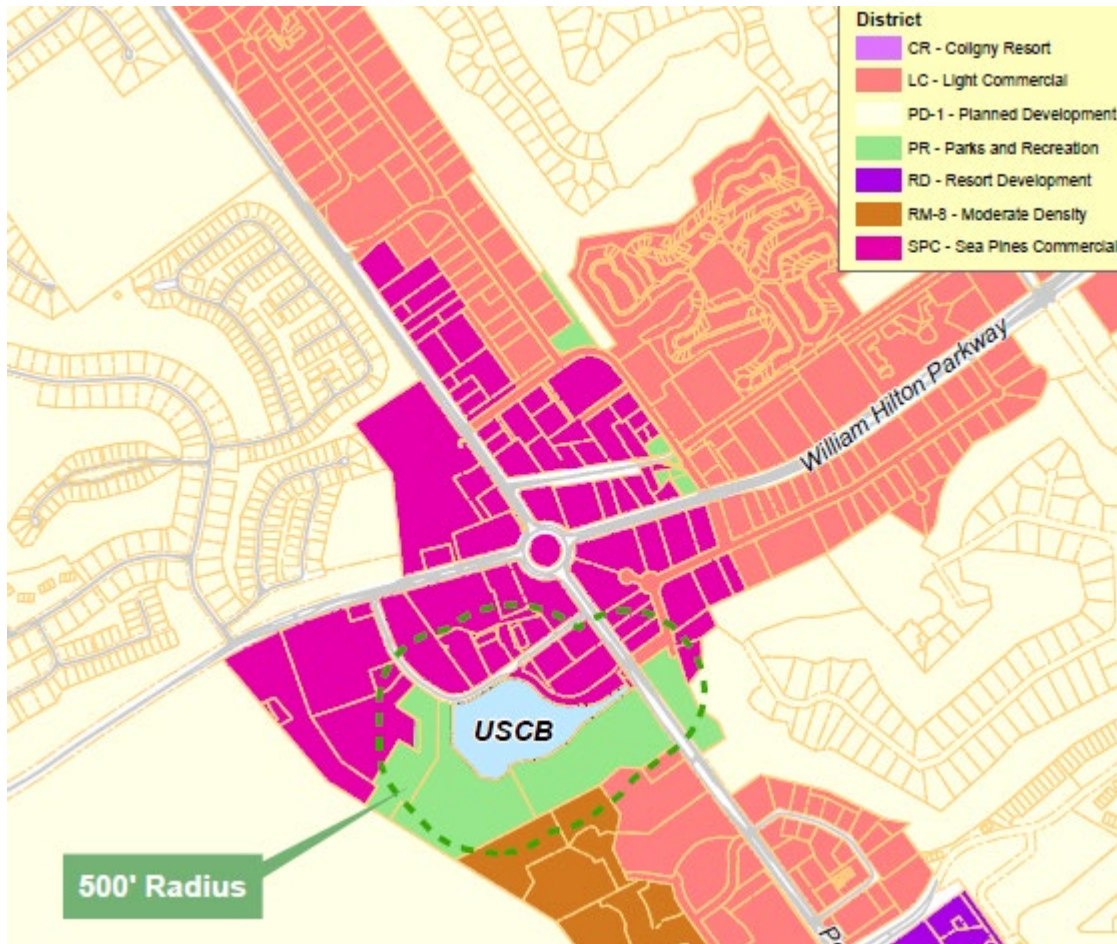 District
CR - Coligny Resort
LC - Light Commercial
PD-1 - Planned Development
PR - Parks and Recreation
RD - Resort Development
RM-8 - Moderate Density
SPC - Sea Pines Commercial
William Hilton Parkway
USCB
500' Radius